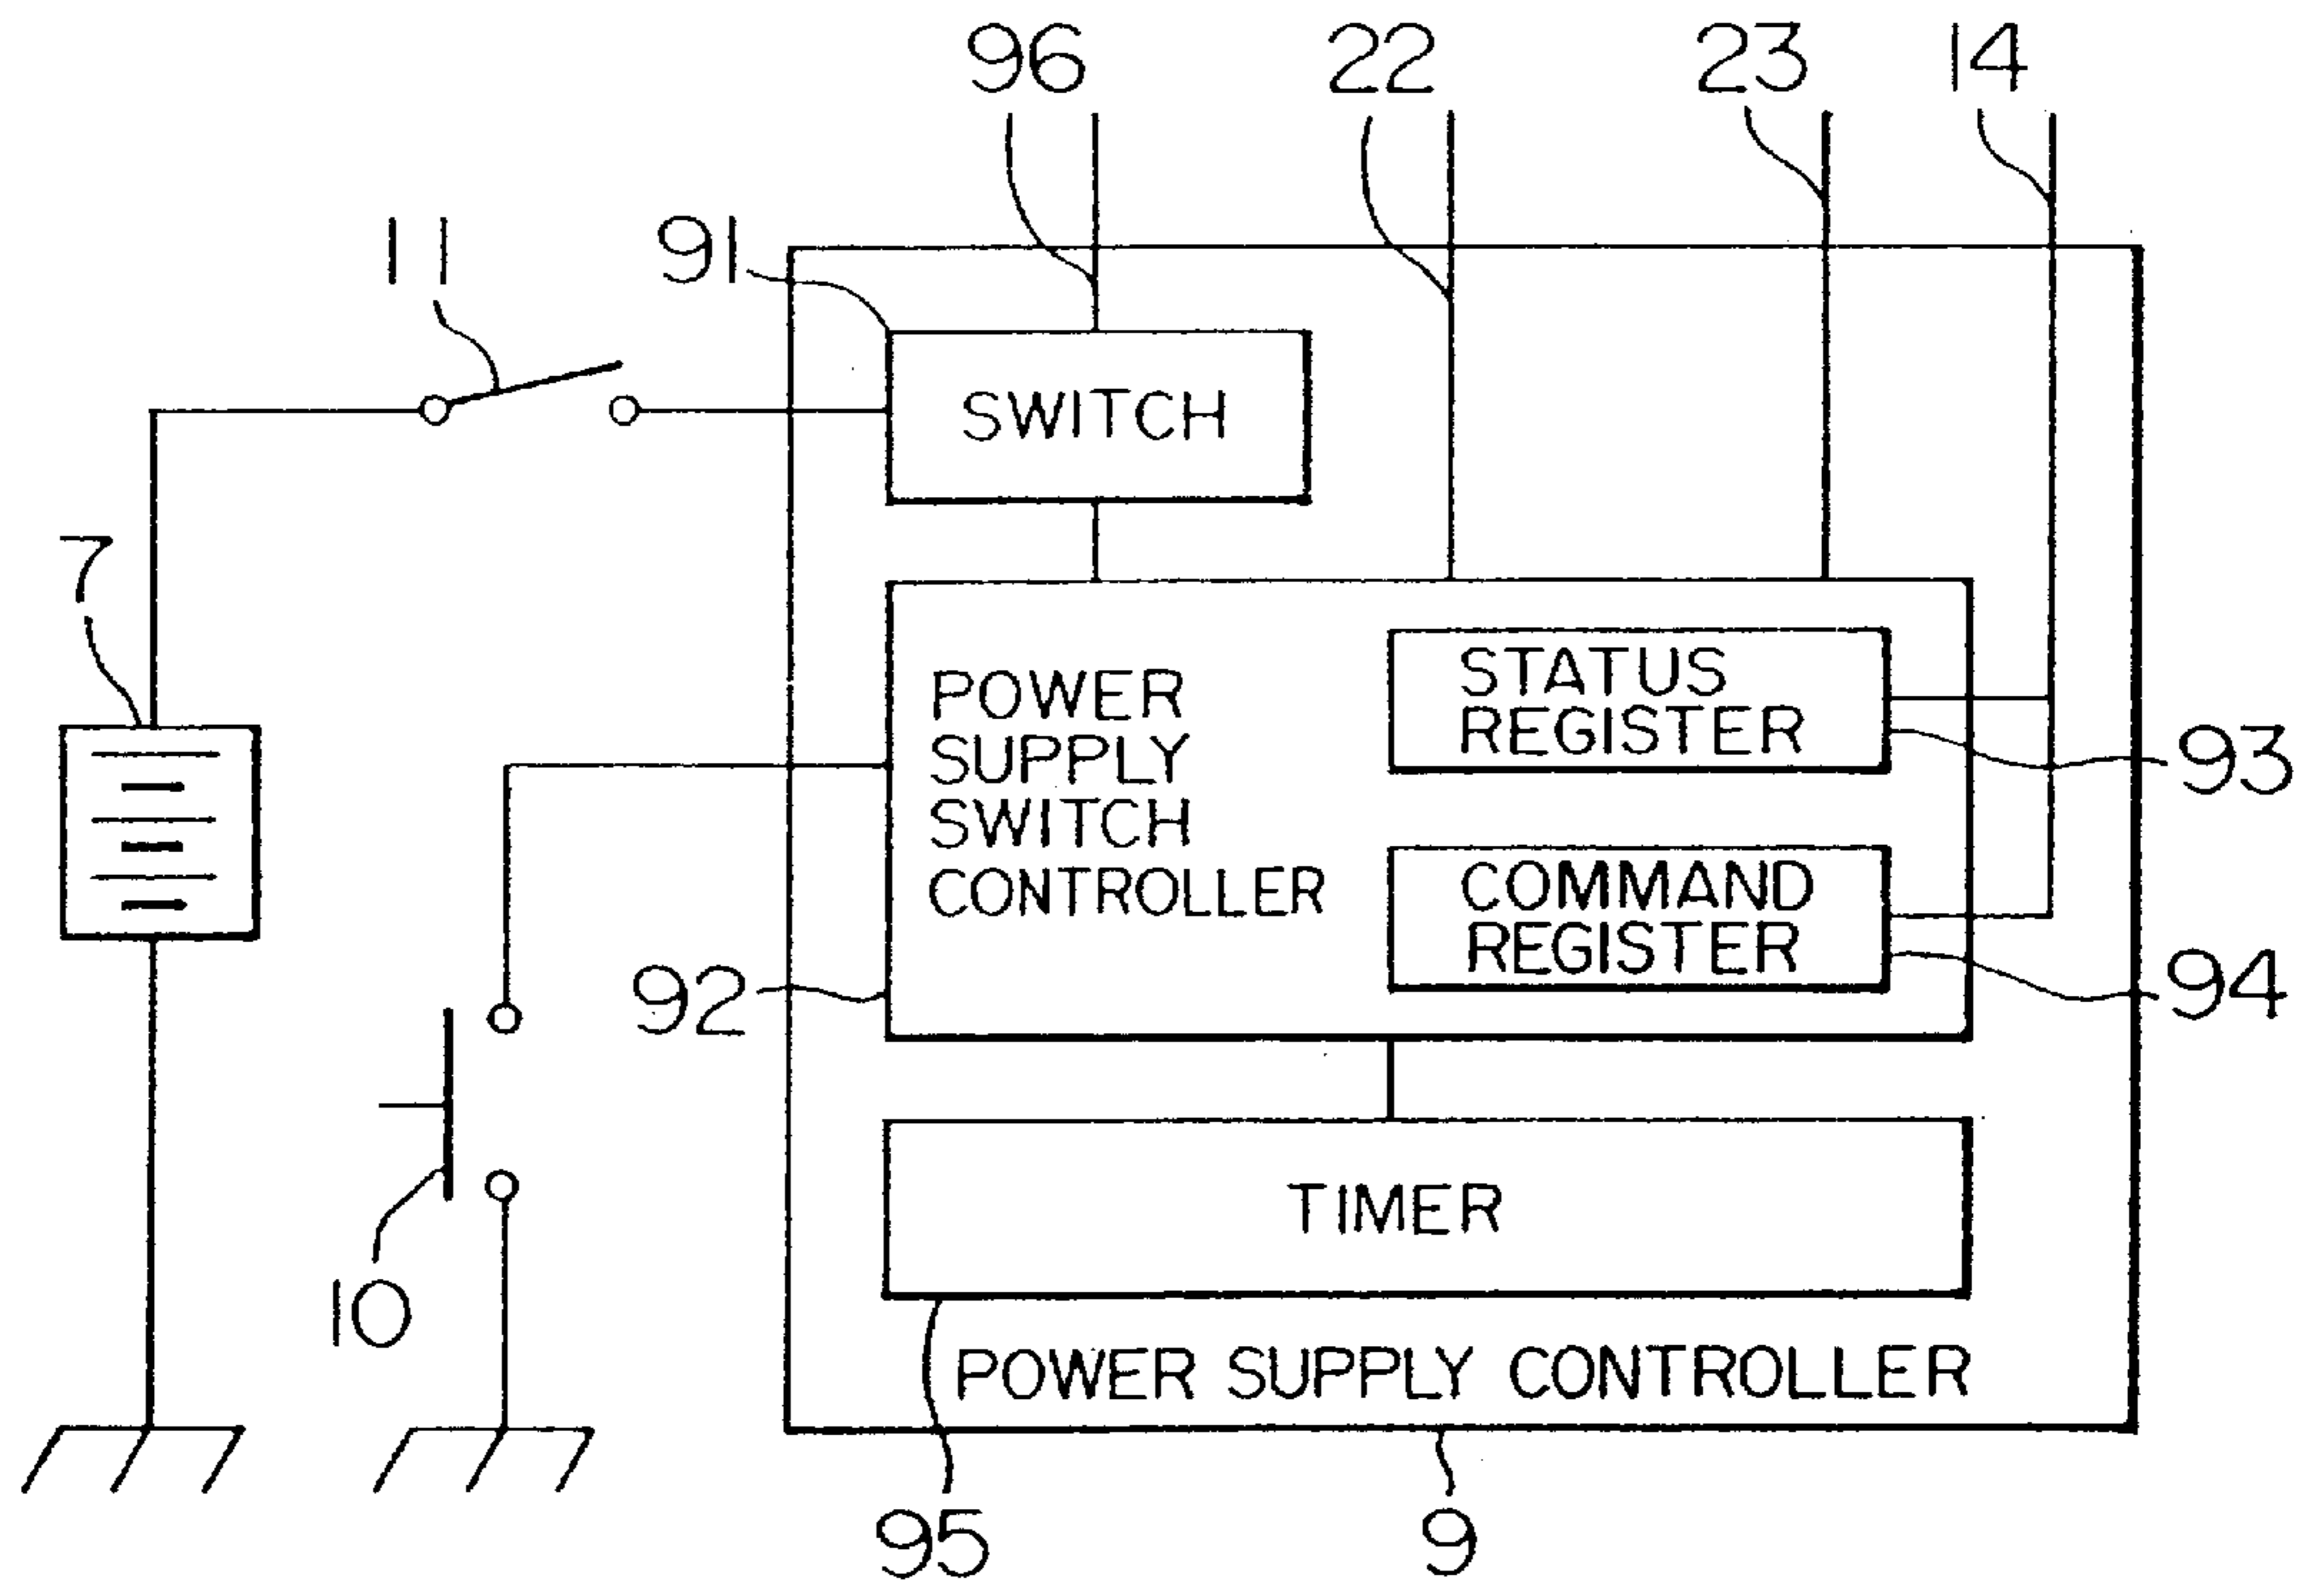 96
22
23
14
11
91
SWITCH
7
POWER
SUPPLY
SWITCH
CONTROLLER
STATUS
REGISTER
93
COMMAND
REGISTER
94
92
10
TIMER
POWER SUPPLY CONTROLLER
95
9